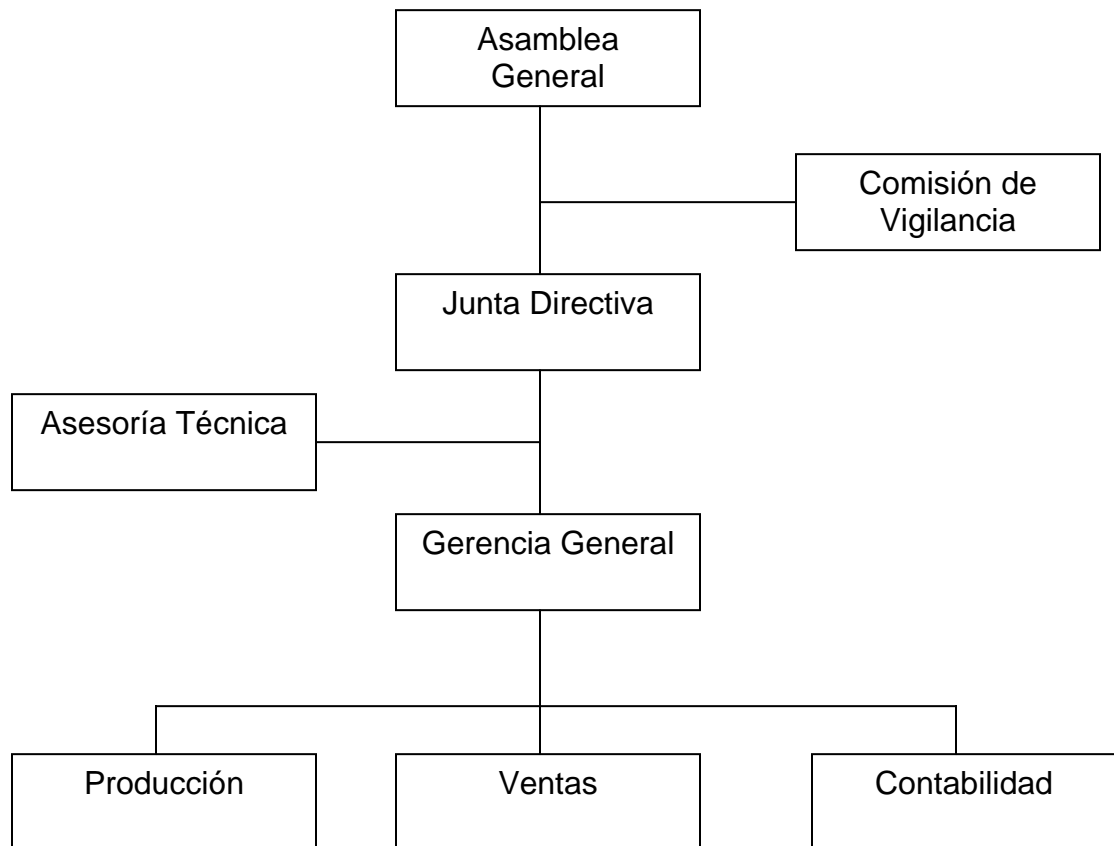 Asamblea
General
Comisión de
Vigilancia
Junta Directiva
Asesoría Técnica
Gerencia General
Producción
Ventas
Contabilidad